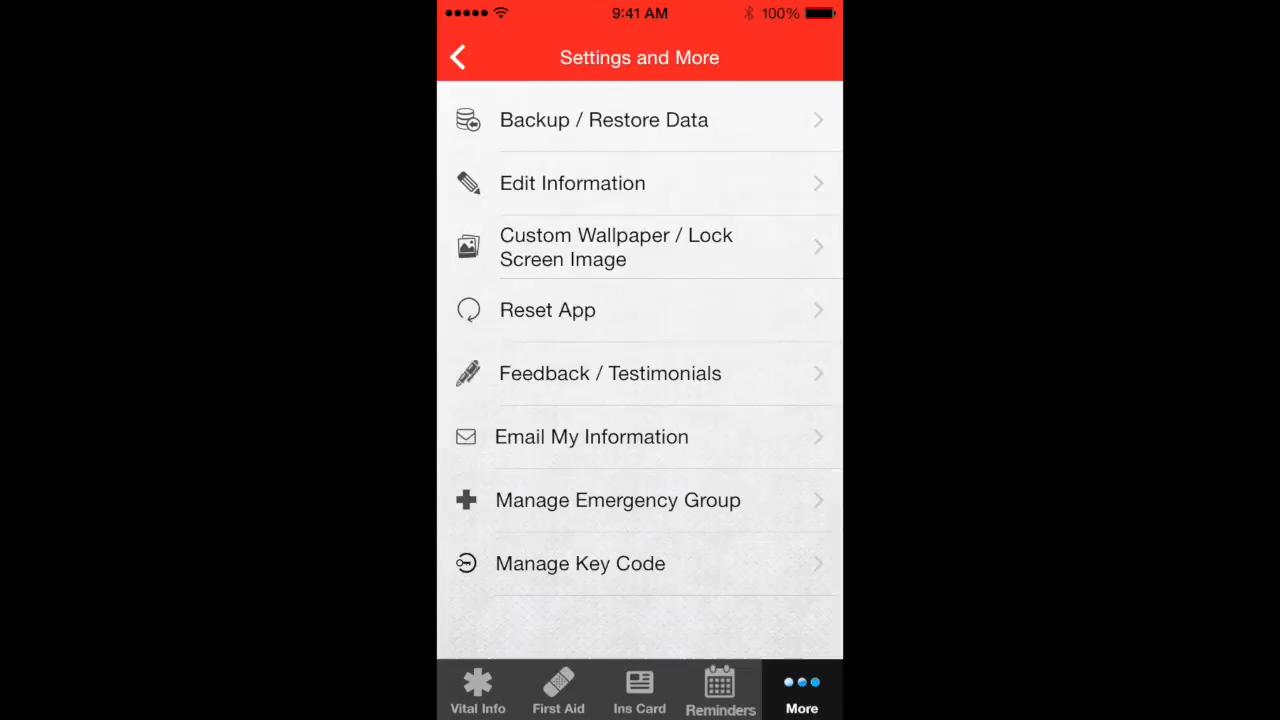 9:41 AM
100%
Settings and More
Backup / Restore Data
Edit Information
Custom Wallpaper / Lock
Screen Image
Reset App
Feedback / Testimonials
Email My Information
Manage Emergency Group
Manage Key Code
Vital Info
First Aid
Ins Card
Reminders
More